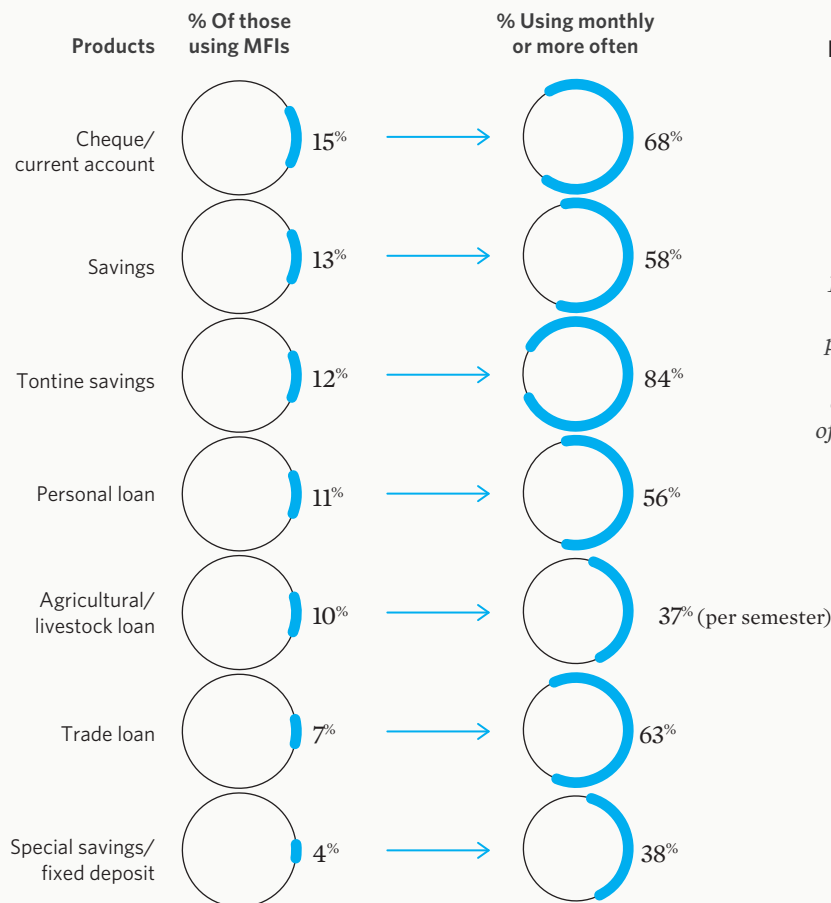 Products
% Of those
using MFIs
% Using monthly
or more often
Cheque/
current account
15%
68%
Savings
13%
58%
Tontine savings
12%
84%
Personal loan
11%
56%
Agricultural/
livestock loan
10%
37% (per semester)
Trade loan
7%
63%
Special savings/
fixed deposit
4%
38%
of